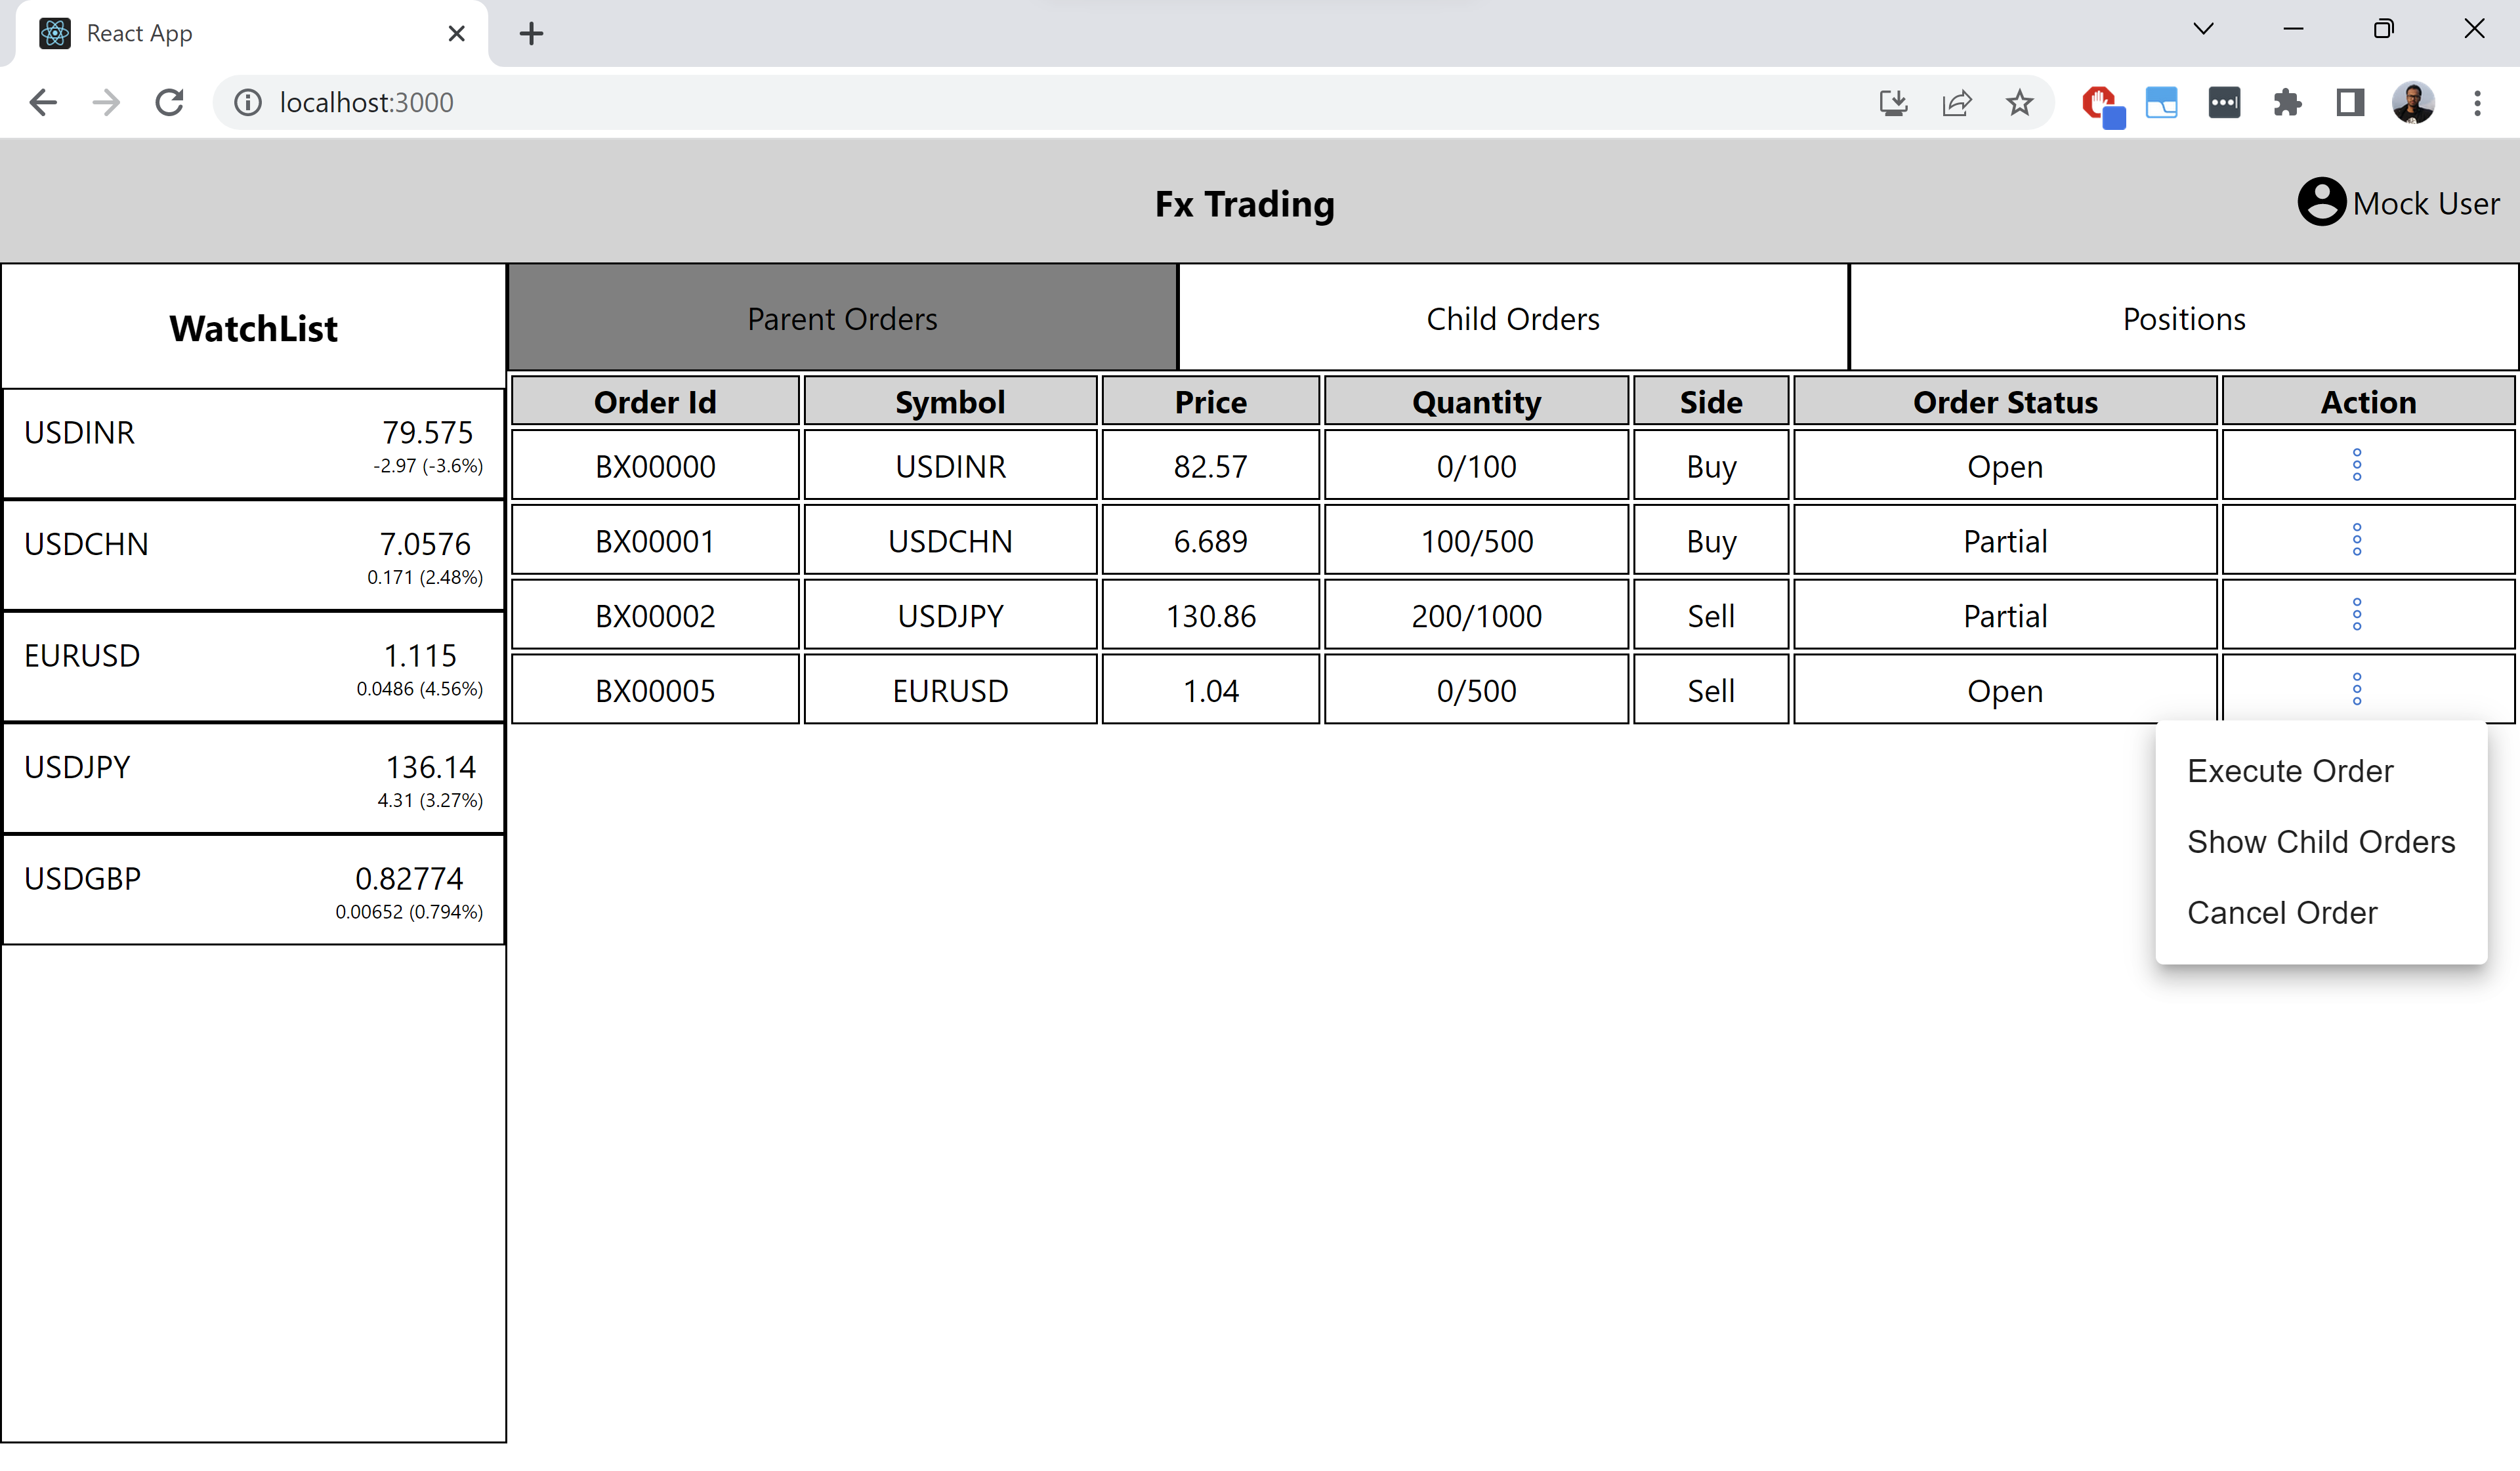 React App
localhost:3000
Fx Trading
Mock User
WatchList
USDINR 79.575
-2.97 (-3.6%)
USDCHN 7.0576
0.171 (2.48%)
EURUSD 1.115
0.0486 (4.56%)
USDJPY 136.14
4.31 (3.27%)
USDGBP 0.82774
0.00652 (0.794%)
Parent Orders Child Orders Positions
Order Id Symbol Price Quantity Side Order Status Action
BX00000 USDINR 82.57 0/100 Buy Open
BX00001 USDCHN 6.689 100/500 Buy Partial
BX00002 USDJPY 130.86 200/1000 Sell Partial
BX00005 EURUSD 1.04 0/500 Sell Open
Execute Order
Show Child Orders
Cancel Order